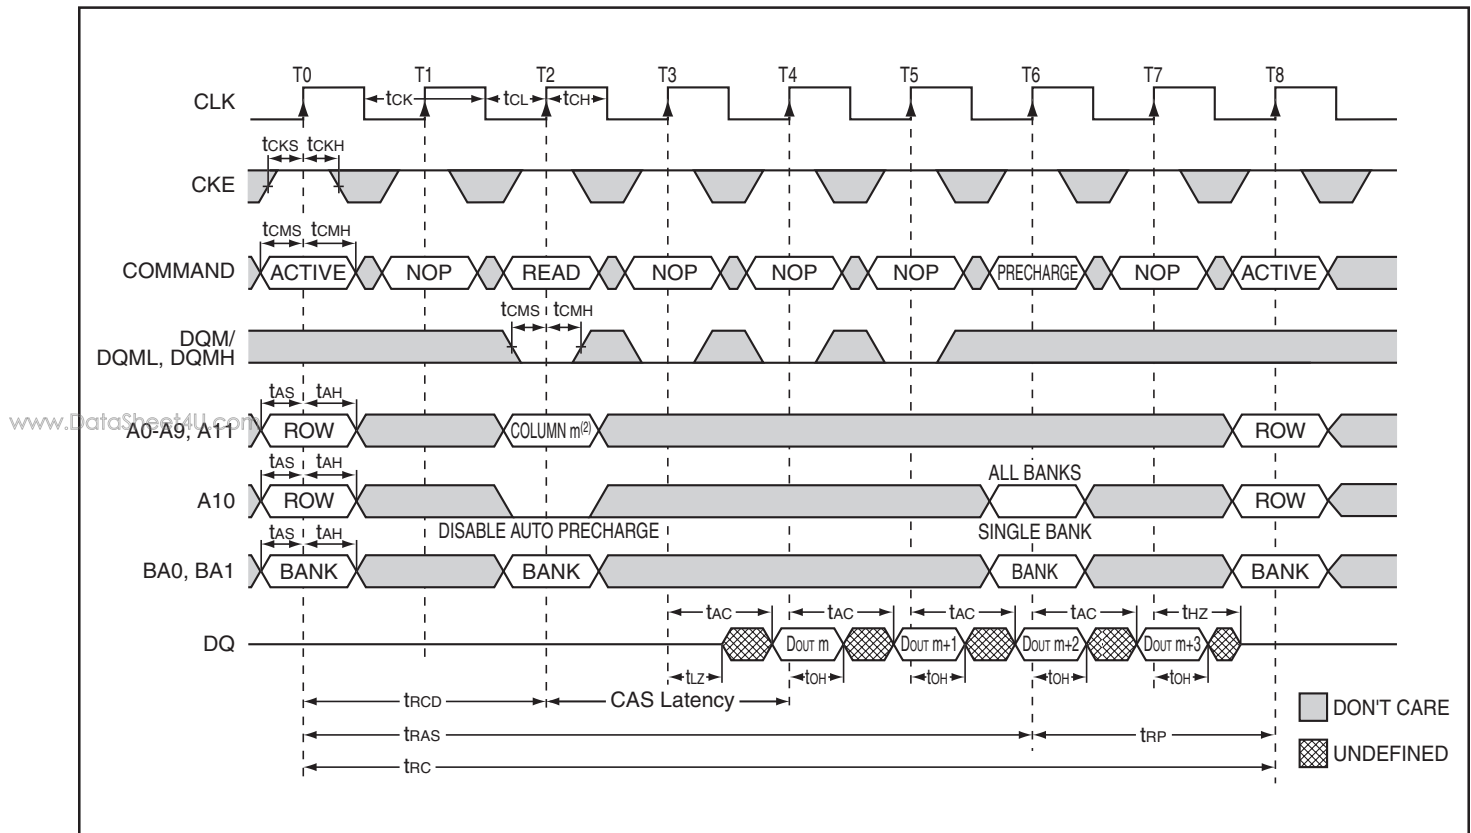 T0 T1 T2 T3 T4 T5 T6 T7 T8
CLK tCK tCL tCH
tCKS tCKH
CKE
tCMS tCMH
COMMAND ACTIVE NOP READ NOP NOP NOP PRECHARGE NOP ACTIVE
tCMS tCMH
DQM/
DQML, DQMH
tAS tAH
www.DataSheet4U.com
A0-A9, A11 ROW COLUMN m(2) ROW
tAS tAH ALL BANKS
A10 ROW ROW
DISABLE AUTO PRECHARGE SINGLE BANK
tAS tAH
BA0, BA1 BANK BANK BANK BANK
tAC tAC tAC tAC tHZ
DQ DOUT m DOUT m+1 DOUT m+2 DOUT m+3
tLZ tOH tOH tOH tOH
tRCD CAS Latency
DON'T CARE
tRAS tRP
UNDEFINED
tRC